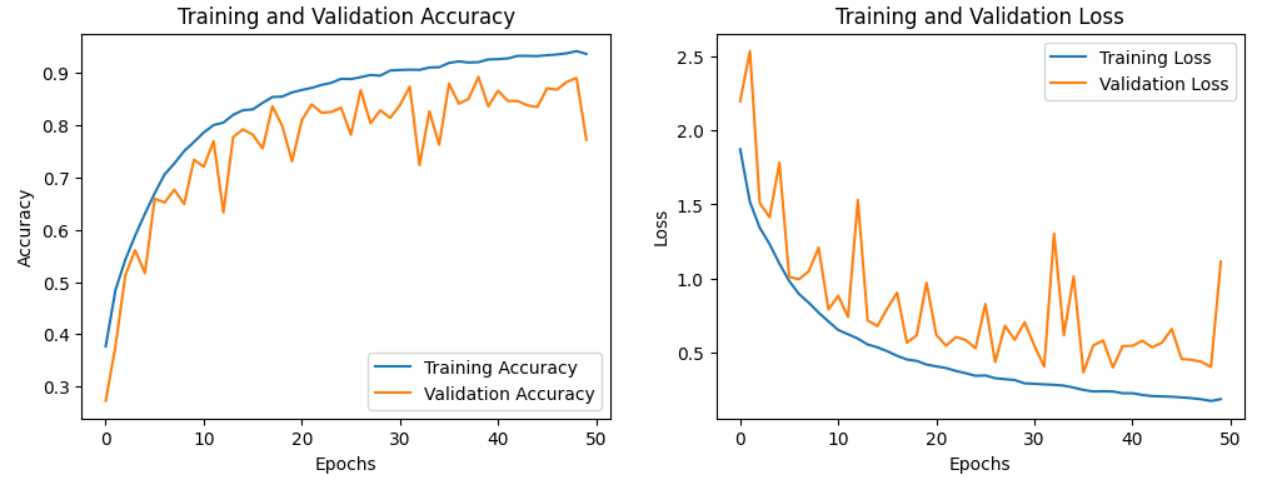 Training and Validation Accuracy
Accuracy
0.9
0.8
0.7
0.6
0.5
0.4
0.3
Training Accuracy
Validation Accuracy
0 10 20 30 40 50
Epochs
Training and Validation Loss
Loss
2.5
2.0
1.5
1.0
0.5
Training Loss
Validation Loss
0 10 20 30 40 50
Epochs